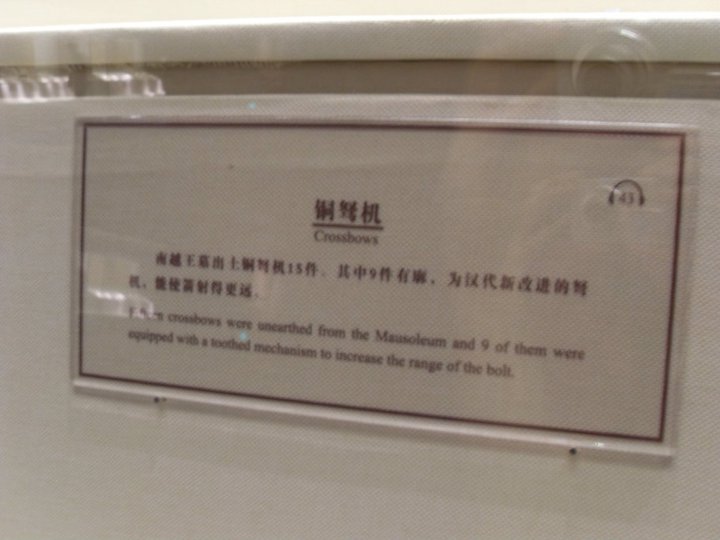 铜弩机
43
Crossbows
南越王墓出土铜弩机15件。其中9件有廓，为汉代新改进的弩
机，能使箭射得更远。
crossbows were unearthed from the Mausoleum and 9 of them were
equipped with a toothed mechanism to increase the range of the bolt.